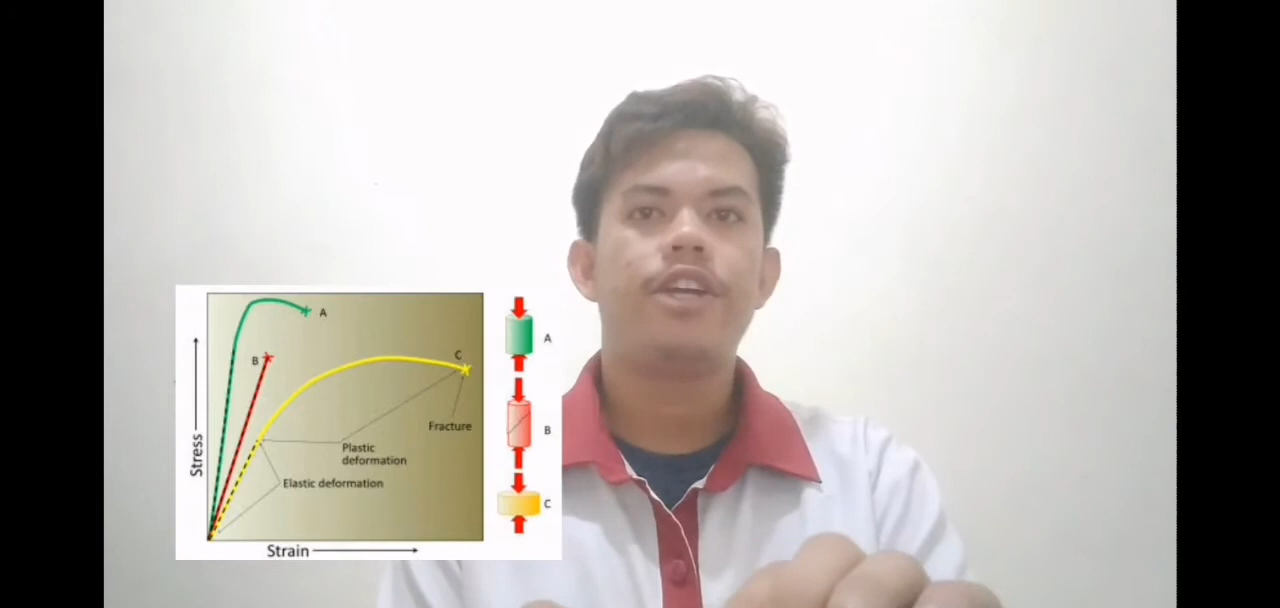 A
B
C
Fracture
Plastic
deformation
Elastic deformation
Stress
Strain
A
B
C